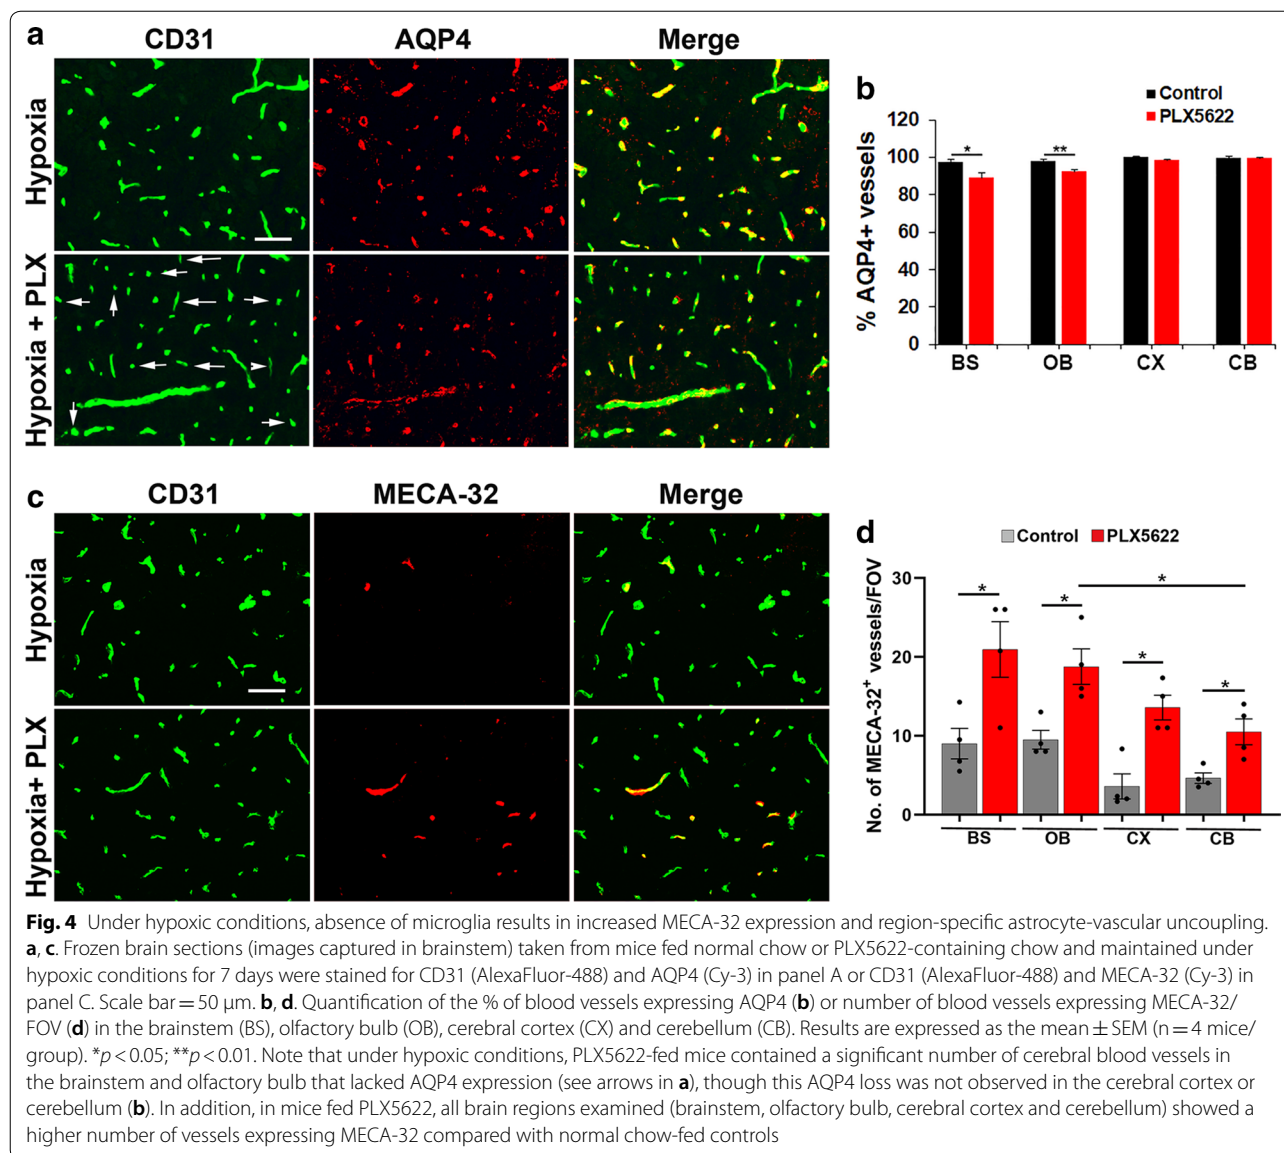 a
CD31 AQP4 Merge
Hypoxia
Hypoxia + PLX
b
Control
PLX5622
% AQP4+ vessels
120
100
80
60
40
20
0
* **
BS OB CX CB
c
CD31 MECA-32 Merge
Hypoxia
Hypoxia+ PLX
d
Control PLX5622
No. of MECA-32+ vessels/FOV
30
20
10
0
* * * * *
BS OB CX CB
Fig. 4 Under hypoxic conditions, absence of microglia results in increased MECA-32 expression and region-specific astrocyte-vascular uncoupling.
a, c. Frozen brain sections (images captured in brainstem) taken from mice fed normal chow or PLX5622-containing chow and maintained under
hypoxic conditions for 7 days were stained for CD31 (AlexaFluor-488) and AQP4 (Cy-3) in panel A or CD31 (AlexaFluor-488) and MECA-32 (Cy-3) in
panel C. Scale bar = 50 μm. b, d. Quantification of the % of blood vessels expressing AQP4 (b) or number of blood vessels expressing MECA-32/
FOV (d) in the brainstem (BS), olfactory bulb (OB), cerebral cortex (CX) and cerebellum (CB). Results are expressed as the mean ± SEM (n = 4 mice/
group). *p < 0.05; **p < 0.01. Note that under hypoxic conditions, PLX5622-fed mice contained a significant number of cerebral blood vessels in
the brainstem and olfactory bulb that lacked AQP4 expression (see arrows in a), though this AQP4 loss was not observed in the cerebral cortex or
cerebellum (b). In addition, in mice fed PLX5622, all brain regions examined (brainstem, olfactory bulb, cerebral cortex and cerebellum) showed a
higher number of vessels expressing MECA-32 compared with normal chow-fed controls